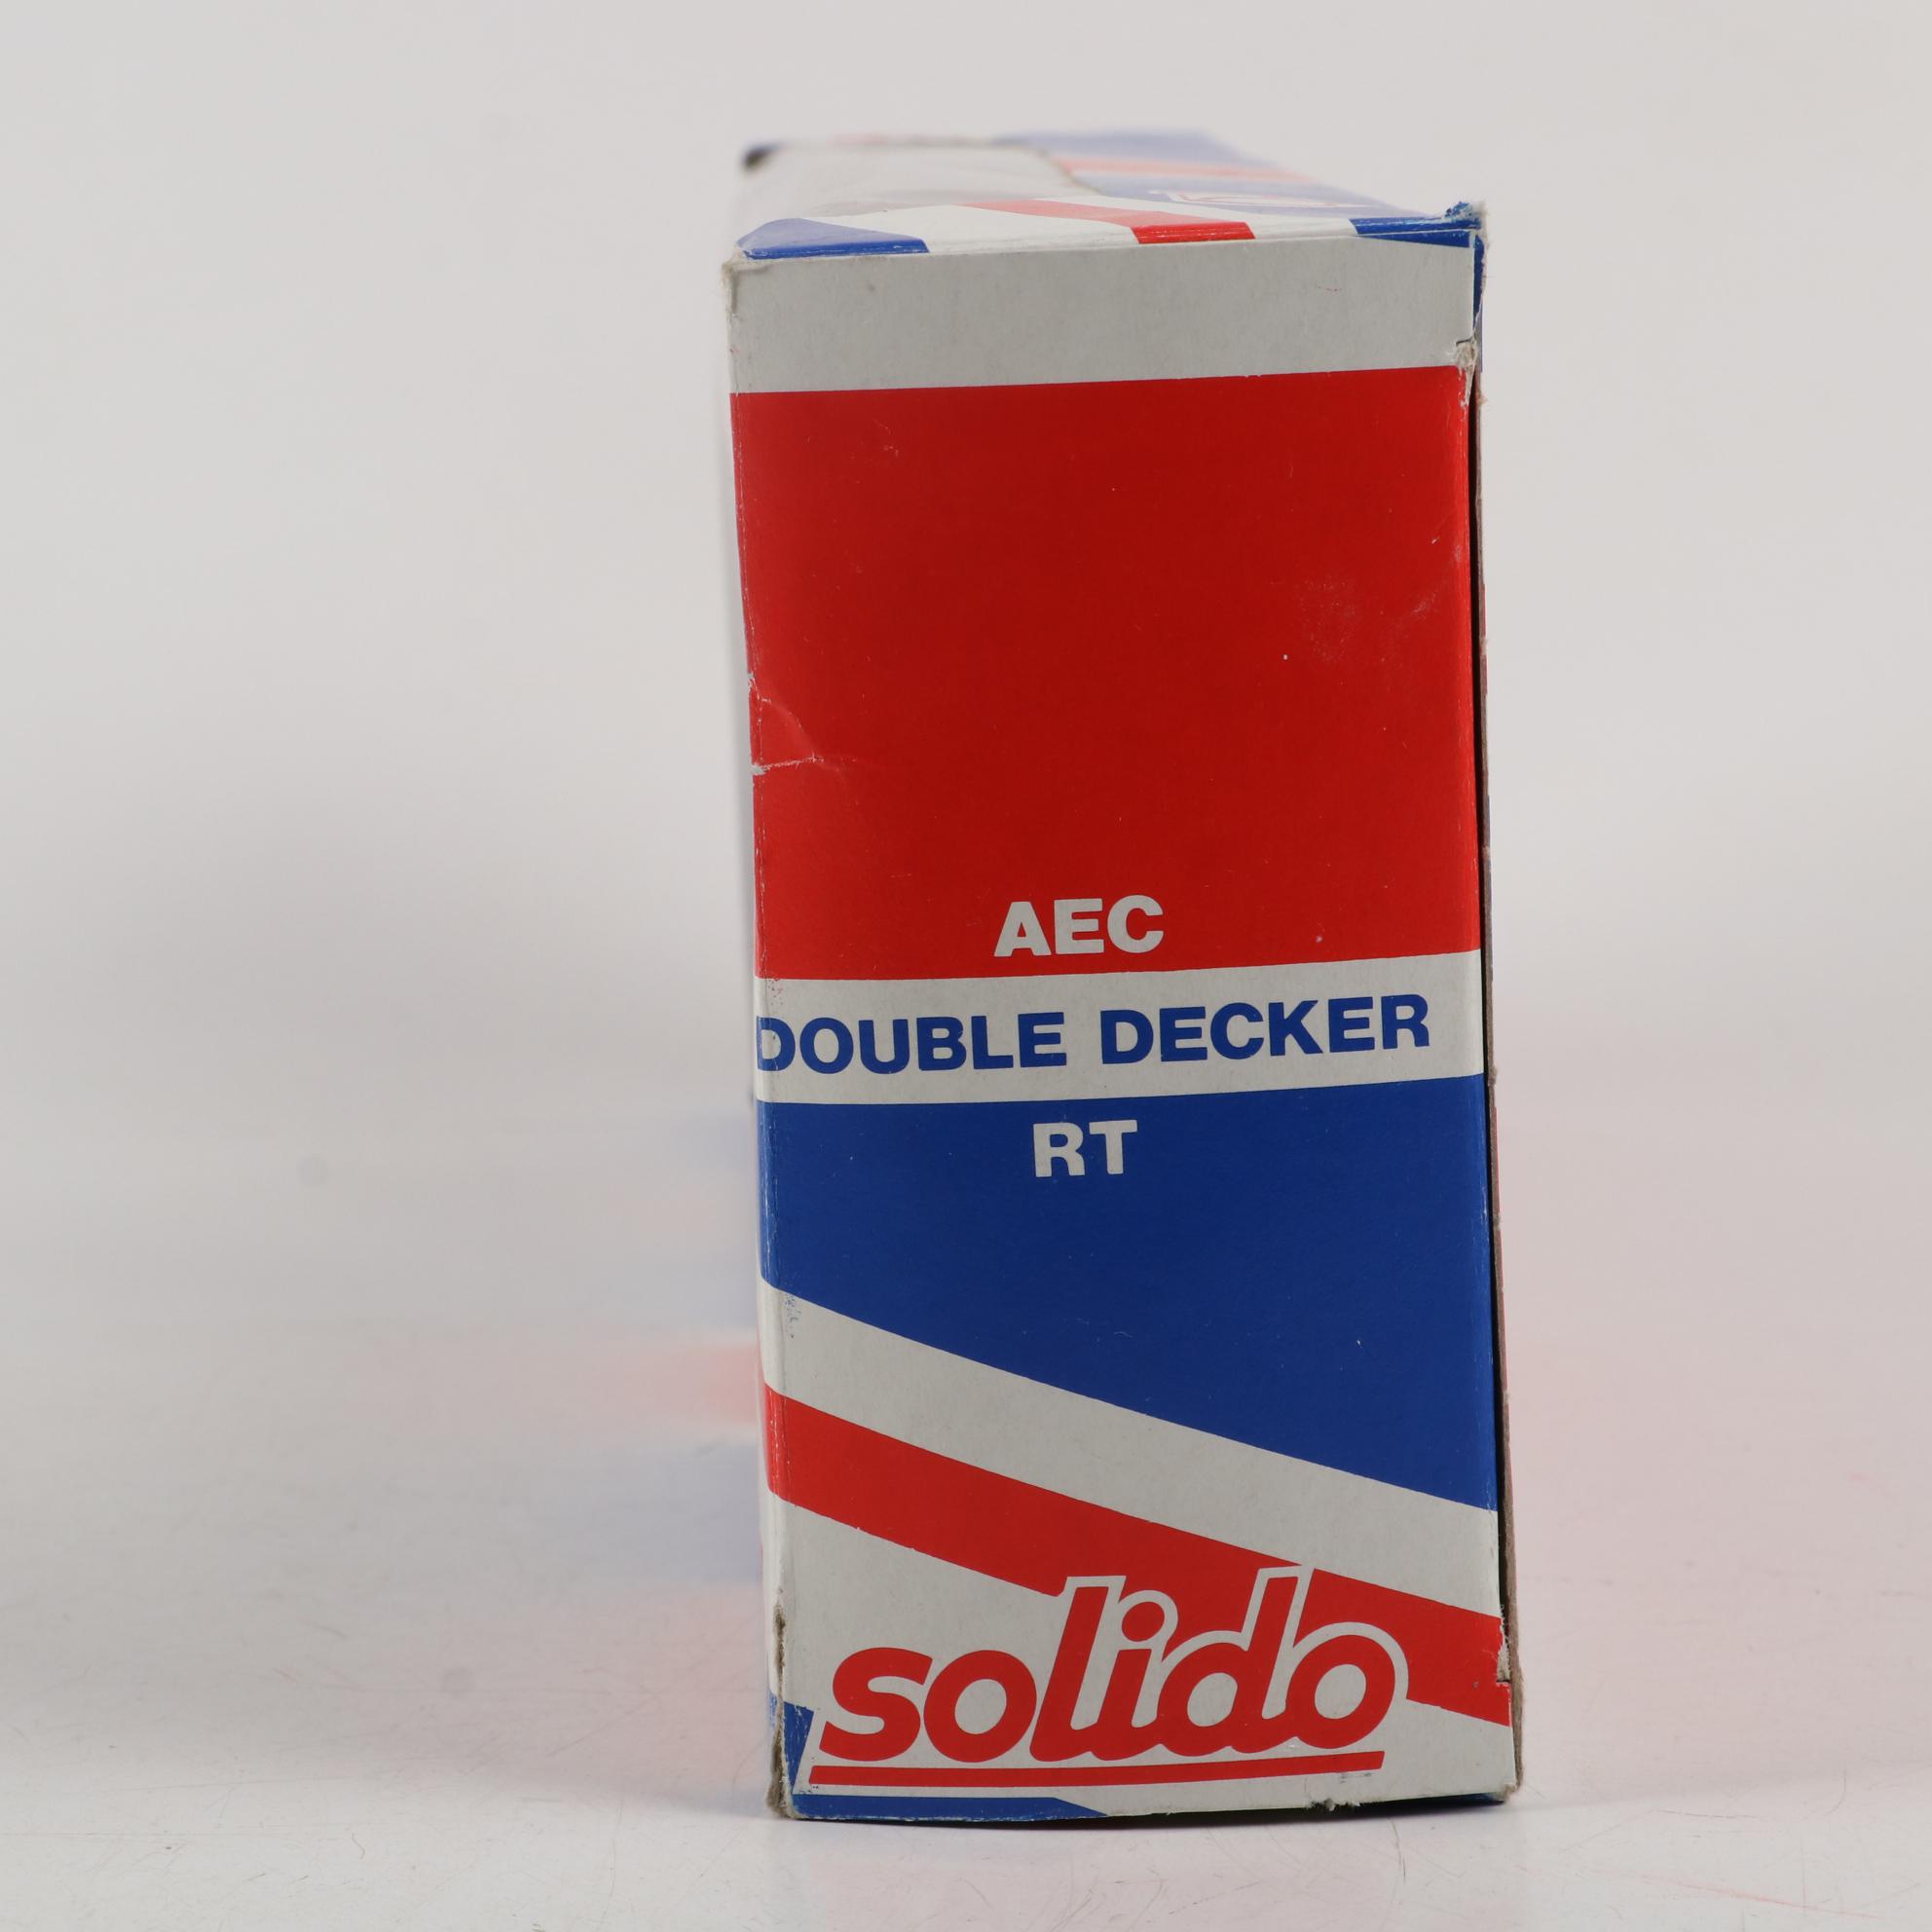 AEC
DOUBLE DECKER
RT
solido